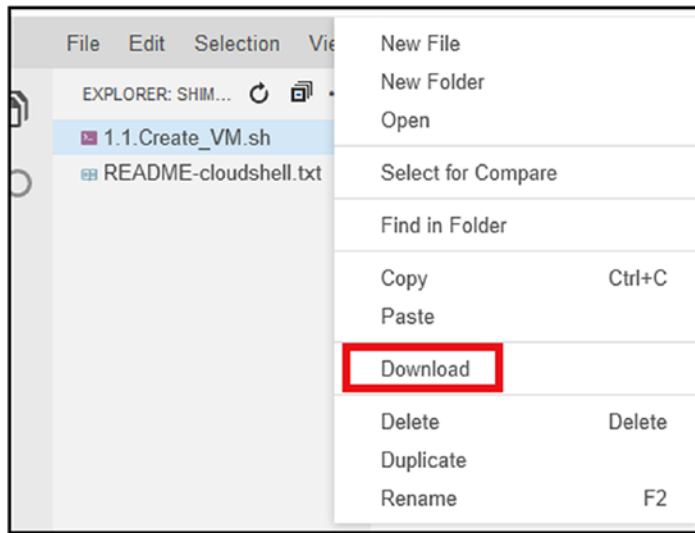 File Edit Selection Vie
EXPLORER: SHIM...
1.1.Create_VM.sh
README-cloudshell.txt
New File
New Folder
Open
Select for Compare
Find in Folder
Copy Ctrl+C
Paste
Download
Delete Delete
Duplicate
Rename F2